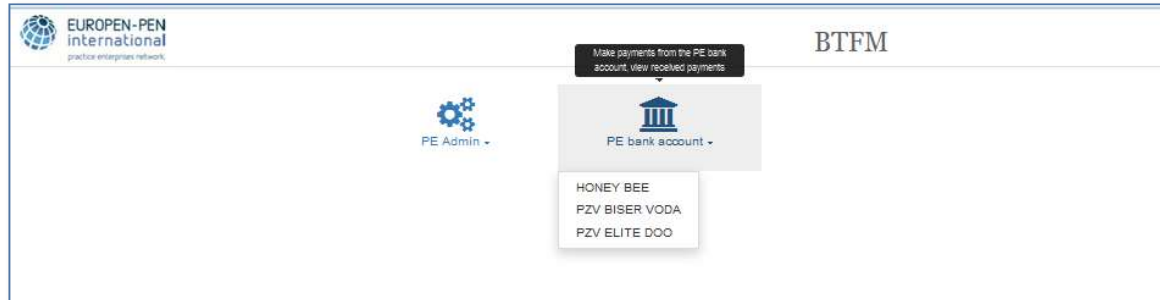 EUROPEN-PEN
international
practice enterprises network
BTFM
Make payments from the PE bank
account, view received payments
PE Admin
PE bank account
HONEY BEE
PZV BISER VODA
PZV ELITE DOO